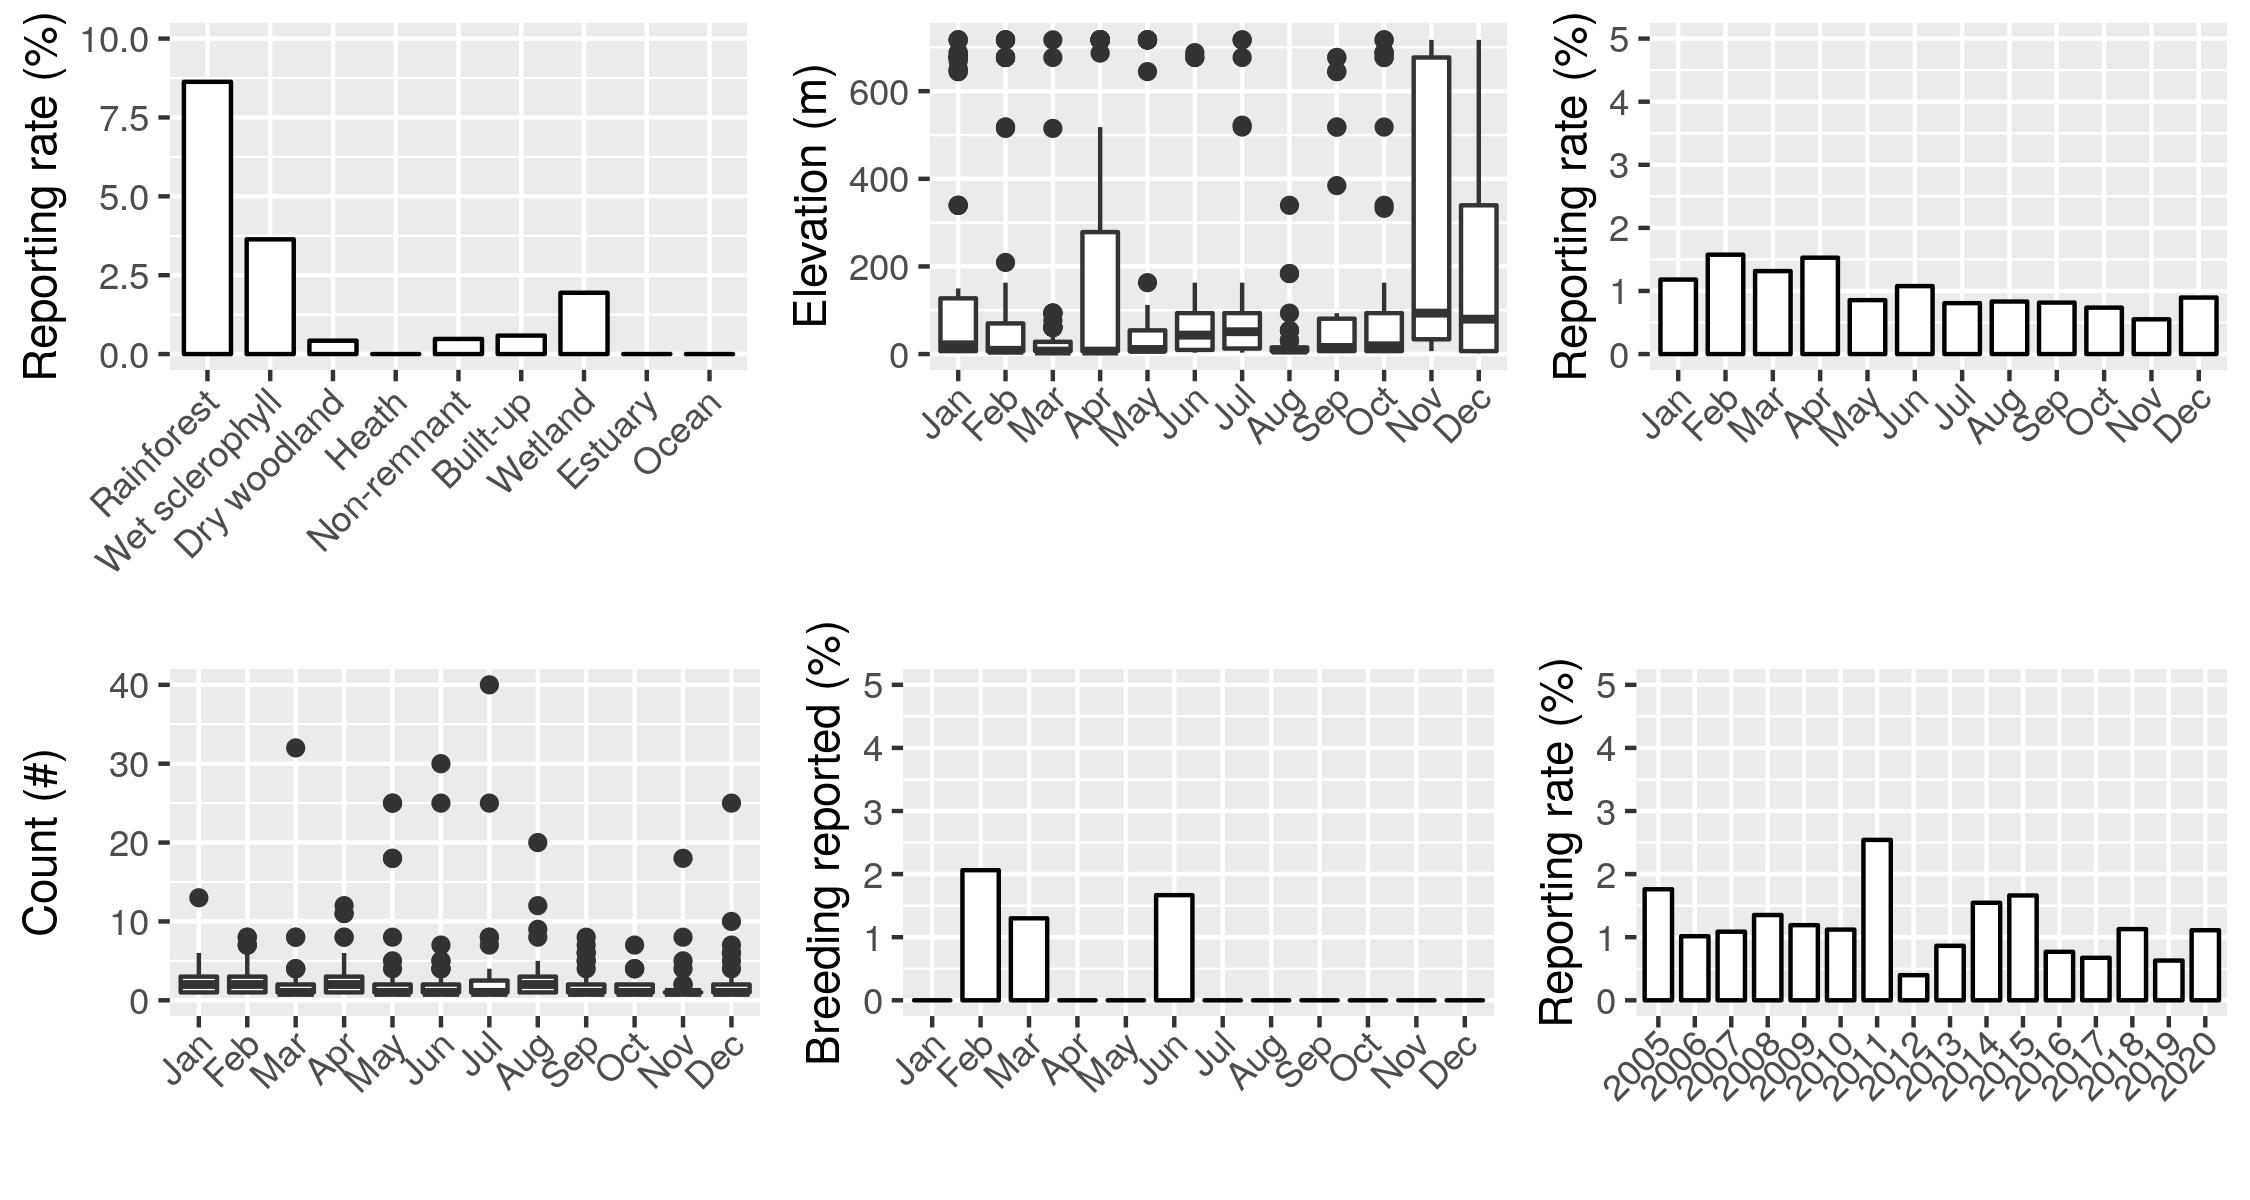 Reporting rate (%)
10.0
7.5
5.0
2.5
0.0
Rainforest
Wet sclerophyll
Dry woodland
Heath
Non-remnant
Built-up
Wetland
Estuary
Ocean
Elevation (m)
600
400
200
0
Jan Feb Mar Apr May Jun Jul Aug Sep Oct Nov Dec
Reporting rate (%)
5
4
3
2
1
0
Jan Feb Mar Apr May Jun Jul Aug Sep Oct Nov Dec
Count (#)
40
30
20
10
0
Jan Feb Mar Apr May Jun Jul Aug Sep Oct Nov Dec
Breeding reported (%)
5
4
3
2
1
0
Jan Feb Mar Apr May Jun Jul Aug Sep Oct Nov Dec
Reporting rate (%)
5
4
3
2
1
0
2005 2006 2007 2008 2009 2010 2011 2012 2013 2014 2015 2016 2017 2018 2019 2020